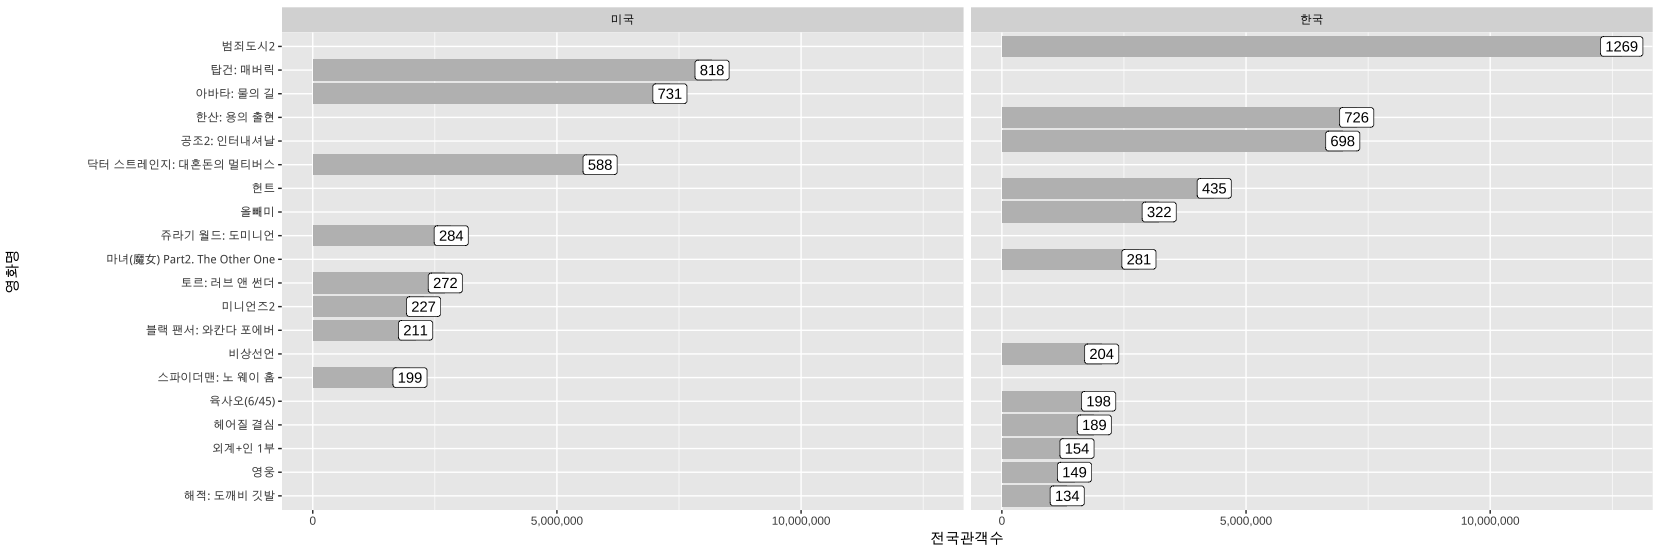 미국
한국
범죄도시2
1269
탑건: 매버릭
818
아바타: 물의 길
731
한산: 용의 출현
726
공조2: 인터내셔날
698
닥터 스트레인지: 대혼돈의 멀티버스
588
헌트
435
올빼미
322
쥬라기 월드: 도미니언
284
마녀(魔女) Part2. The Other One
281
토르: 러브 앤 썬더
272
미니언즈2
227
블랙 팬서: 와칸다 포에버
211
비상선언
204
스파이더맨: 노 웨이 홈
199
육사오(6/45)
198
헤어질 결심
189
외계+인 1부
154
영웅
149
해적: 도깨비 깃발
134
0
5,000,000
10,000,000
0
5,000,000
10,000,000
전국관객수
영화명